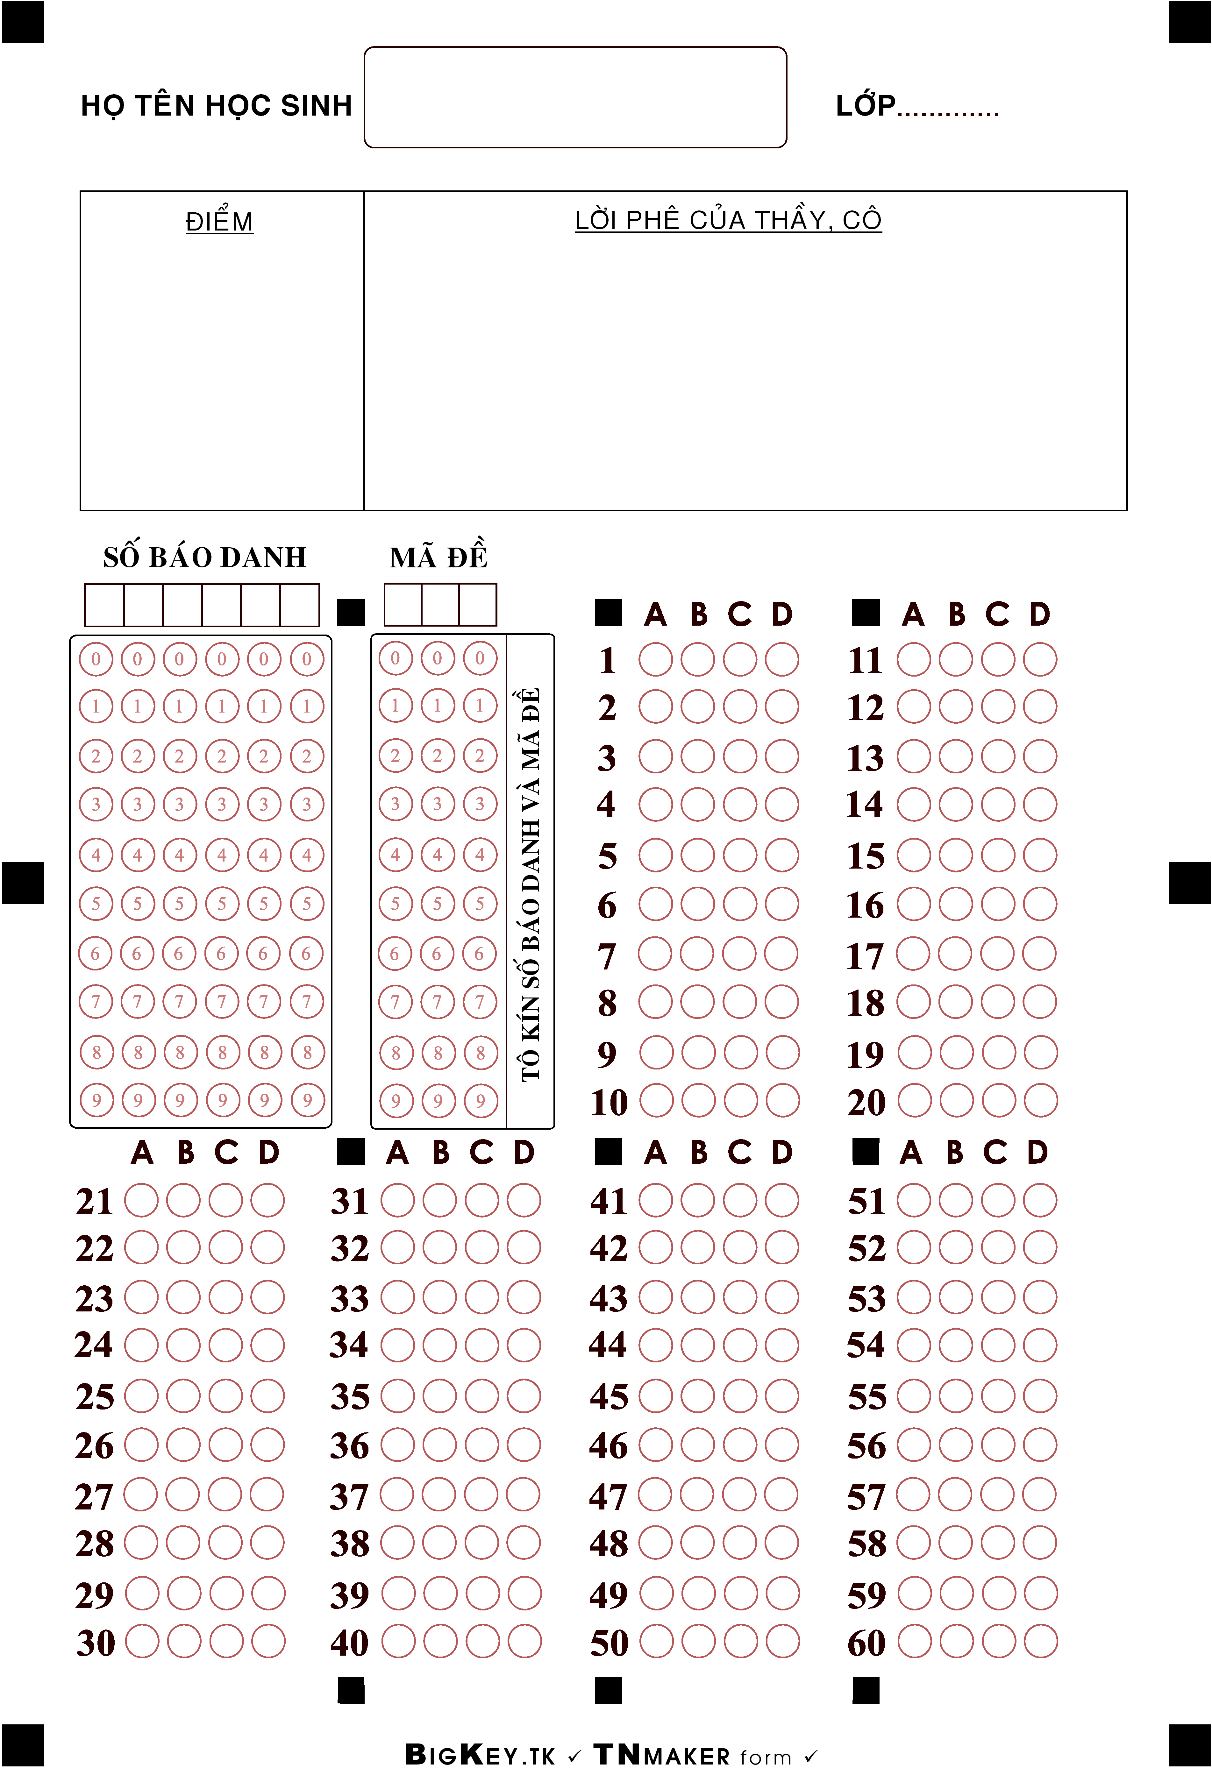 HỌ TÊN HỌC SINH LỚP.............
ĐIỂM LỜI PHÊ CỦA THẦY, CÔ
SỐ BÁO DANH MÃ ĐỀ
A B C D A B C D
0 0 0 0 0 0 0 0 0 1 11
1 1 1 1 1 1 1 1 1 2 12
2 2 2 2 2 2 2 2 2 3 13
3 3 3 3 3 3 3 3 3 4 14
4 4 4 4 4 4 4 4 4 5 15
5 5 5 5 5 5 5 5 5 6 16
6 6 6 6 6 6 6 6 6 7 17
7 7 7 7 7 7 7 7 7 8 18
8 8 8 8 8 8 8 8 8 9 19
9 9 9 9 9 9 9 9 9 10 20
TÔ KÍN SỐ BÁO DANH VÀ MÃ ĐỀ
A B C D A B C D A B C D A B C D
21 31 41 51
22 32 42 52
23 33 43 53
24 34 44 54
25 35 45 55
26 36 46 56
27 37 47 57
28 38 48 58
29 39 49 59
30 40 50 60
BIGKEY.TK ✓ TNMAKER form ✓